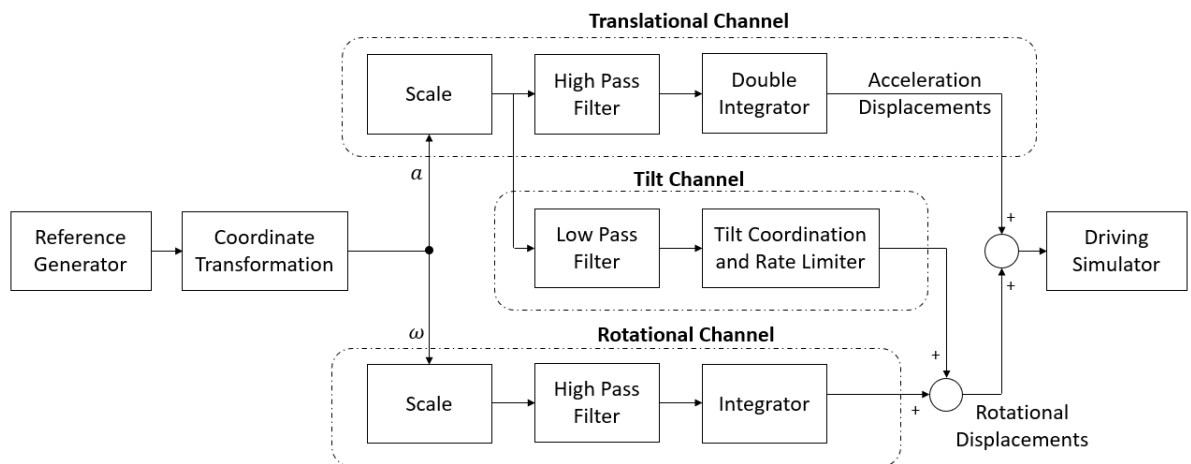 Translational Channel
Scale
High Pass
Filter
Double
Integrator
Acceleration
Displacements
a
Tilt Channel
Reference
Generator
Coordinate
Transformation
Low Pass
Filter
Tilt Coordination
and Rate Limiter
+
+
Driving
Simulator
ω
Rotational Channel
Scale
High Pass
Filter
Integrator
+
+
Rotational
Displacements